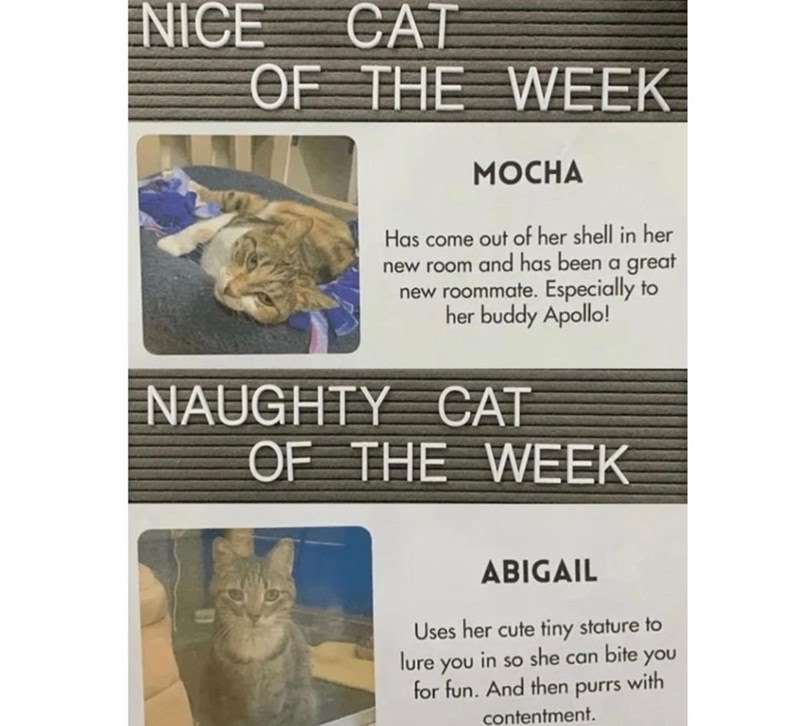 NICE CAT
OF THE WEEK
MOCHA
Has come out of her shell in her
new room and has been a great
new roommate. Especially to
her buddy Apollo!
NAUGHTY CAT
OF THE WEEK
ABIGAIL
Uses her cute tiny stature to
lure you in so she can bite you
for fun. And then purrs with
contentment.